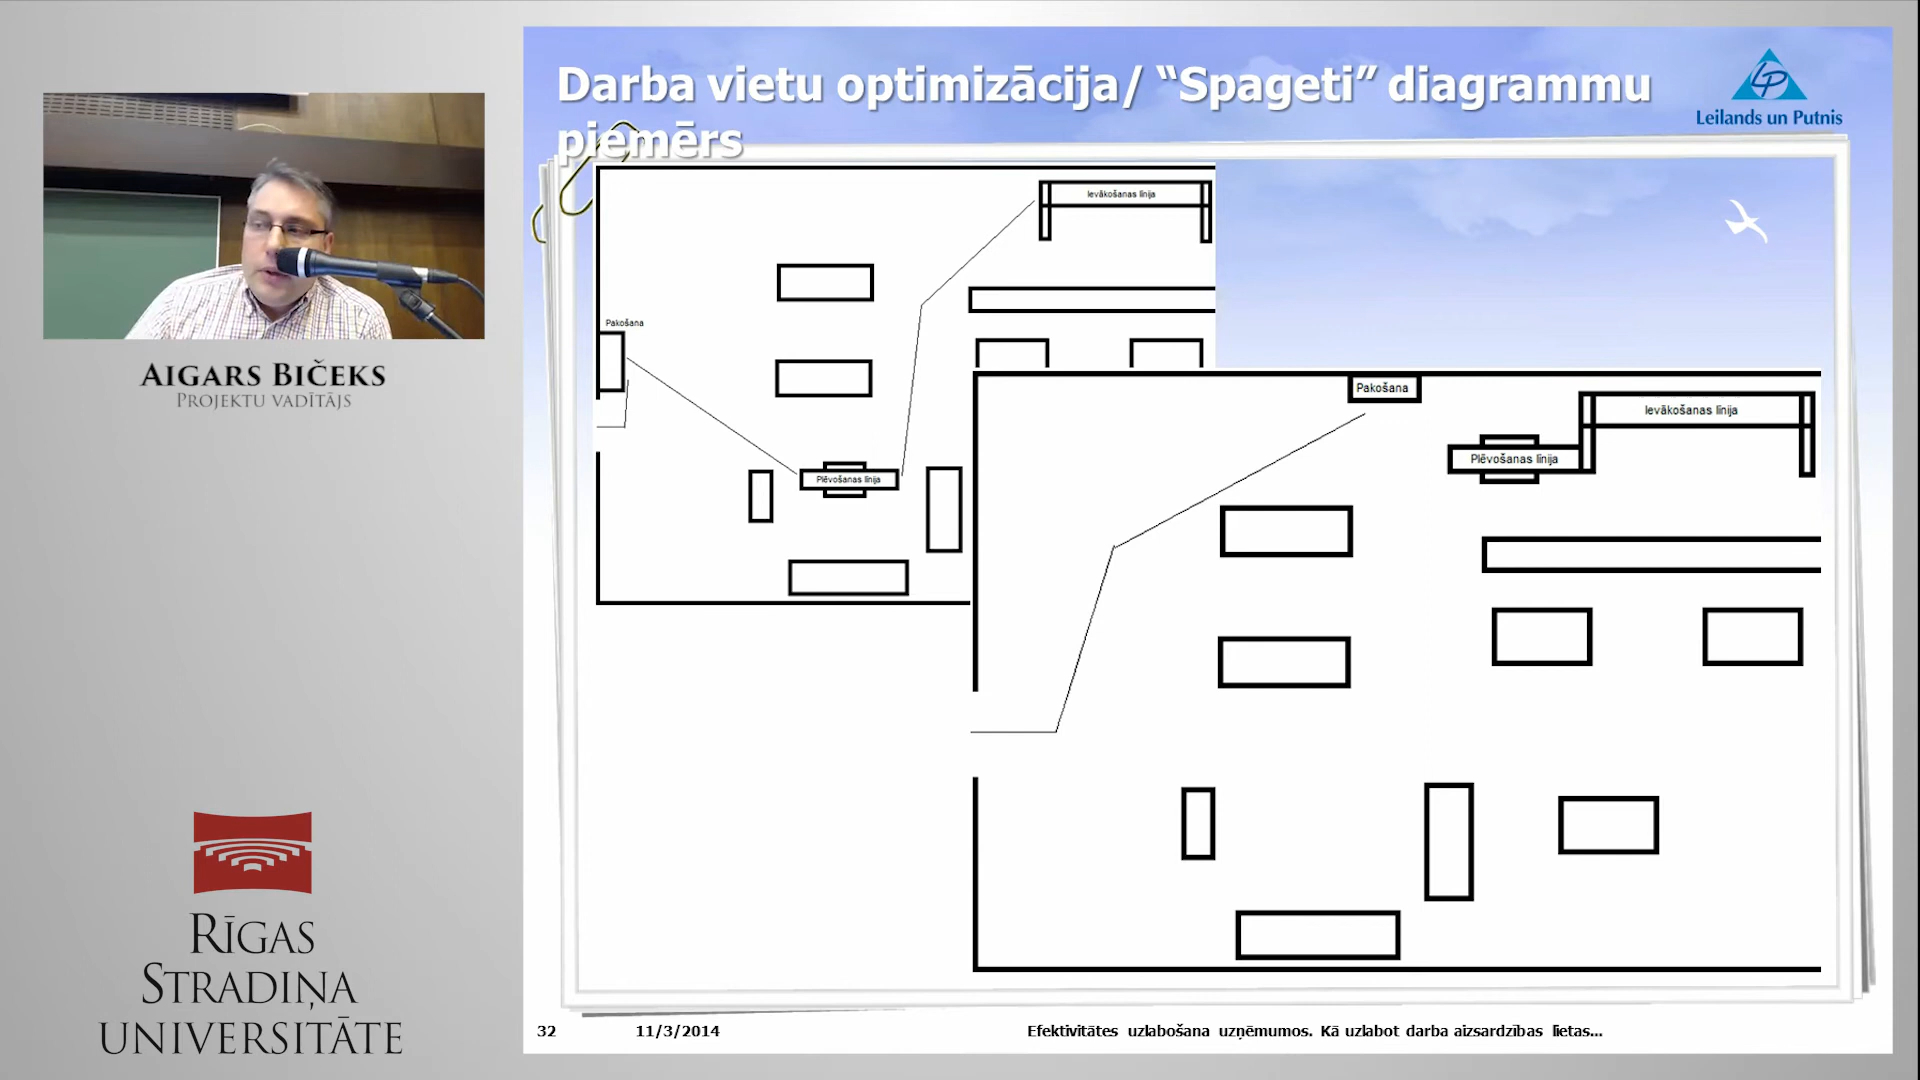 Darba vietu optimizācija/ “Spageti” diagrammu
piemērs
LP
Leilands un Putnis
Ievākošanas līnija
Pakošana
Plēvošanas līnija
Pakošana
Ievākošanas līnija
Plēvošanas līnija
AIGARS BIČEKS
PROJEKTU VADĪTĀJS
RĪGAS
STRADIŅA
UNIVERSITĀTE
32
11/3/2014
Efektivitātes uzlabošana uzņēmumos. Kā uzlabot darba aizsardzības lietas...